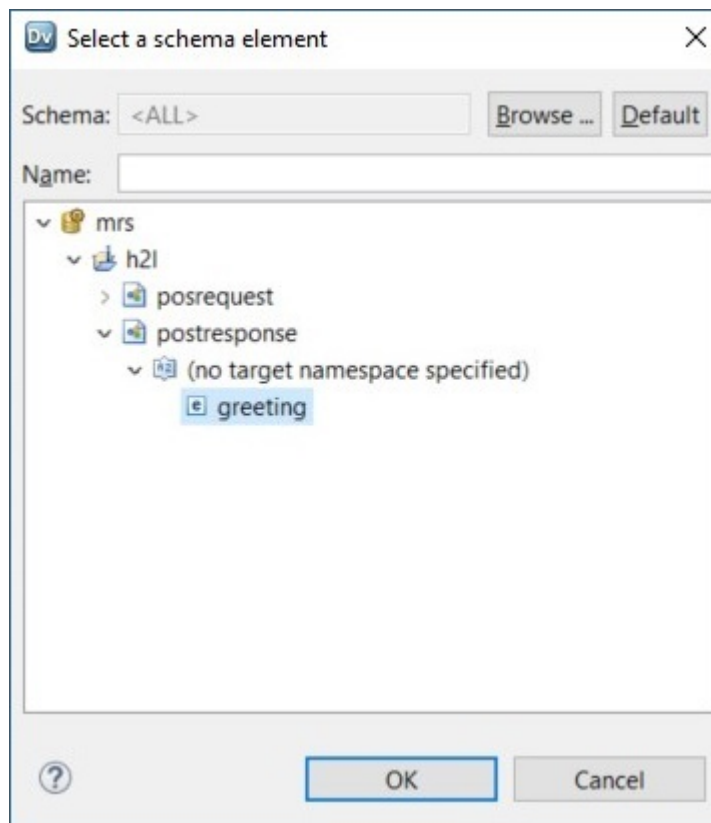 Dv Select a schema element
Schema: <ALL> Browse ... Default
Name:
mrs
h2l
posrequest
postresponse
(no target namespace specified)
e greeting
? OK Cancel